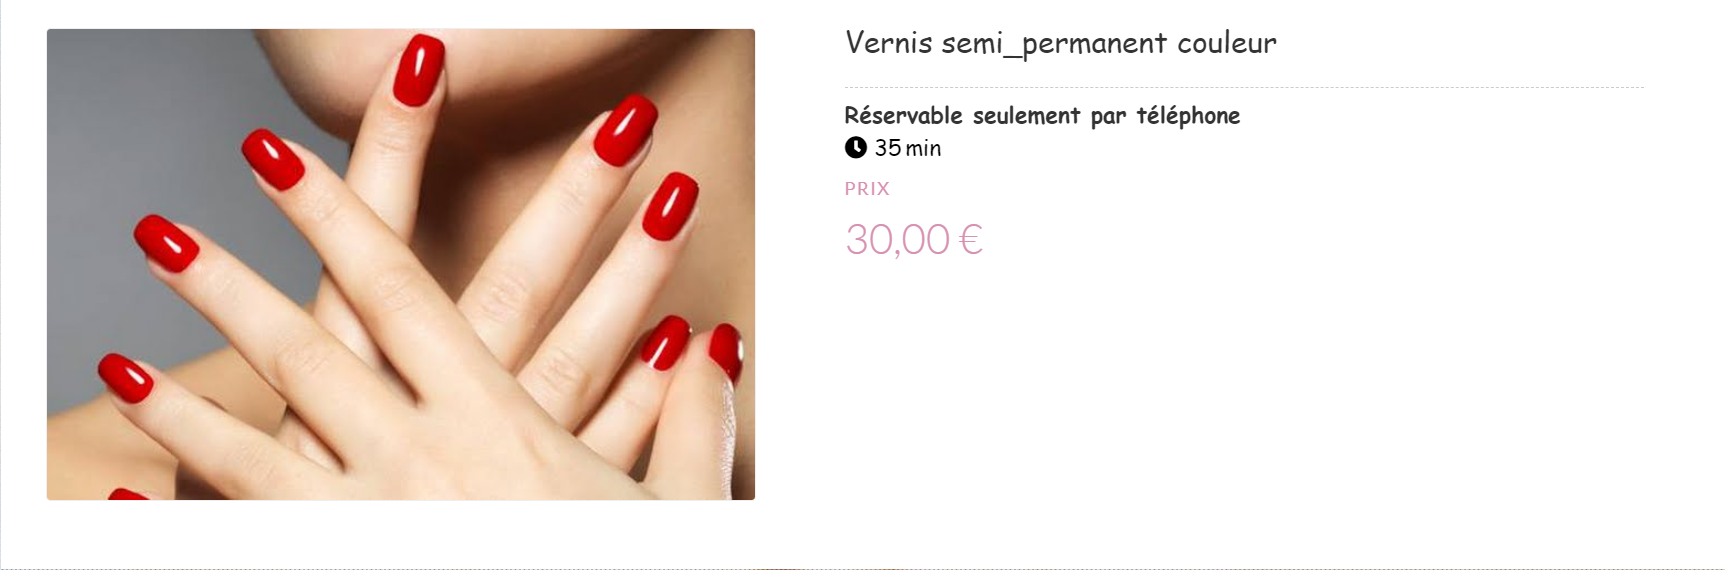 Vernis semi_permanent couleur
Réservable seulement par téléphone
35 min
PRIX
30,00 €